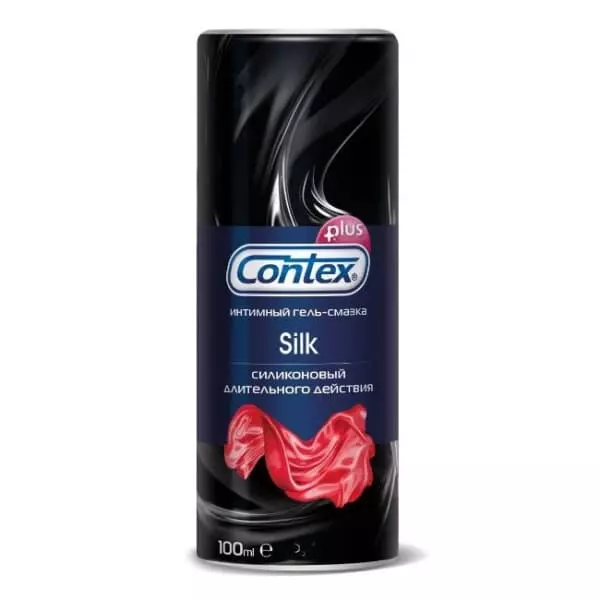 plus
Contex®
ИНТИМНЫЙ ГЕЛЬ-СМАЗКА
Silk
СИЛИКОНОВЫЙ
ДЛИТЕЛЬНОГО ДЕЙСТВИЯ
100ml e